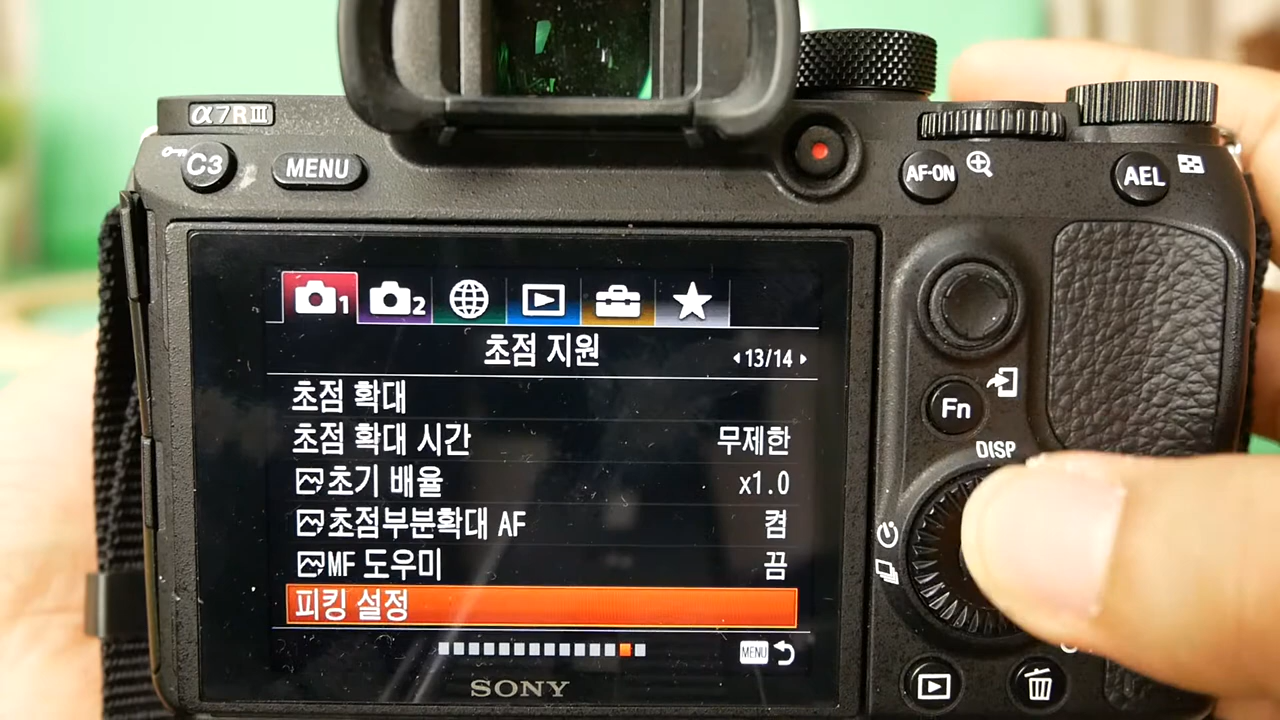 α7RIII
C3
MENU
AF-ON
AEL
1
2
초점 지원
13/14
초점 확대
초점 확대 시간 무제한
초기 배율 x1.0
초점부분확대 AF 켬
MF 도우미 끔
피킹 설정
MENU
SONY
Fn
DISP